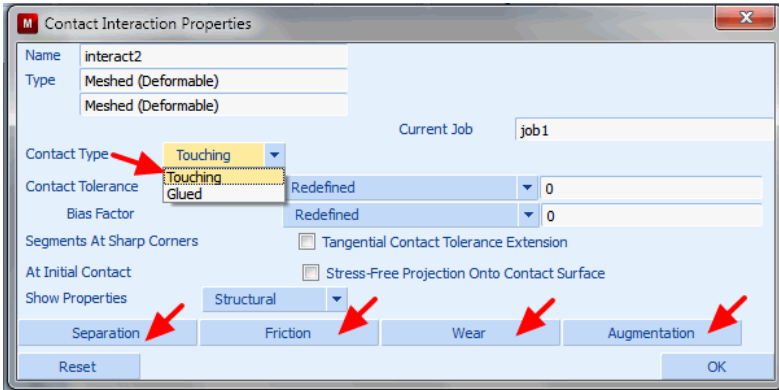 M Contact Interaction Properties
Name interact2
Type Meshed (Deformable)
Meshed (Deformable)
Current Job job1
Contact Type Touching
Touching
Glued
Contact Tolerance Redefined 0
Bias Factor Redefined 0
Segments At Sharp Corners Tangential Contact Tolerance Extension
At Initial Contact Stress-Free Projection Onto Contact Surface
Show Properties Structural
Separation Friction Wear Augmentation
Reset OK